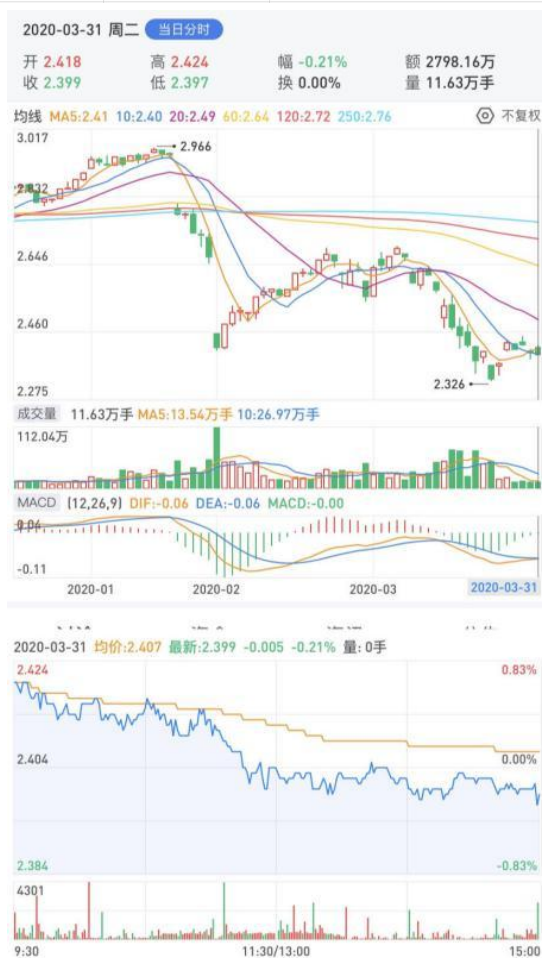 2020-03-31 周二 当日分时
开 2.418 高 2.424 幅 -0.21% 额 2798.16万
收 2.399 低 2.397 换 0.00% 量 11.63万手
均线 MA5:2.41 10:2.40 20:2.49 60:2.64 120:2.72 250:2.76 不复权
3.017
2.966
2.832
2.646
2.460
2.326
2.275
成交量 11.63万手 MA5:13.54万手 10:26.97万手
112.04万
MACD (12,26,9) DIF:-0.06 DEA:-0.06 MACD:-0.00
0.06
-0.11
2020-01 2020-02 2020-03 2020-03-31
2020-03-31 均价:2.407 最新:2.399 -0.005 -0.21% 量: 0手
2.424 0.83%
2.404 0.00%
2.384 -0.83%
4301
9:30 11:30/13:00 15:00